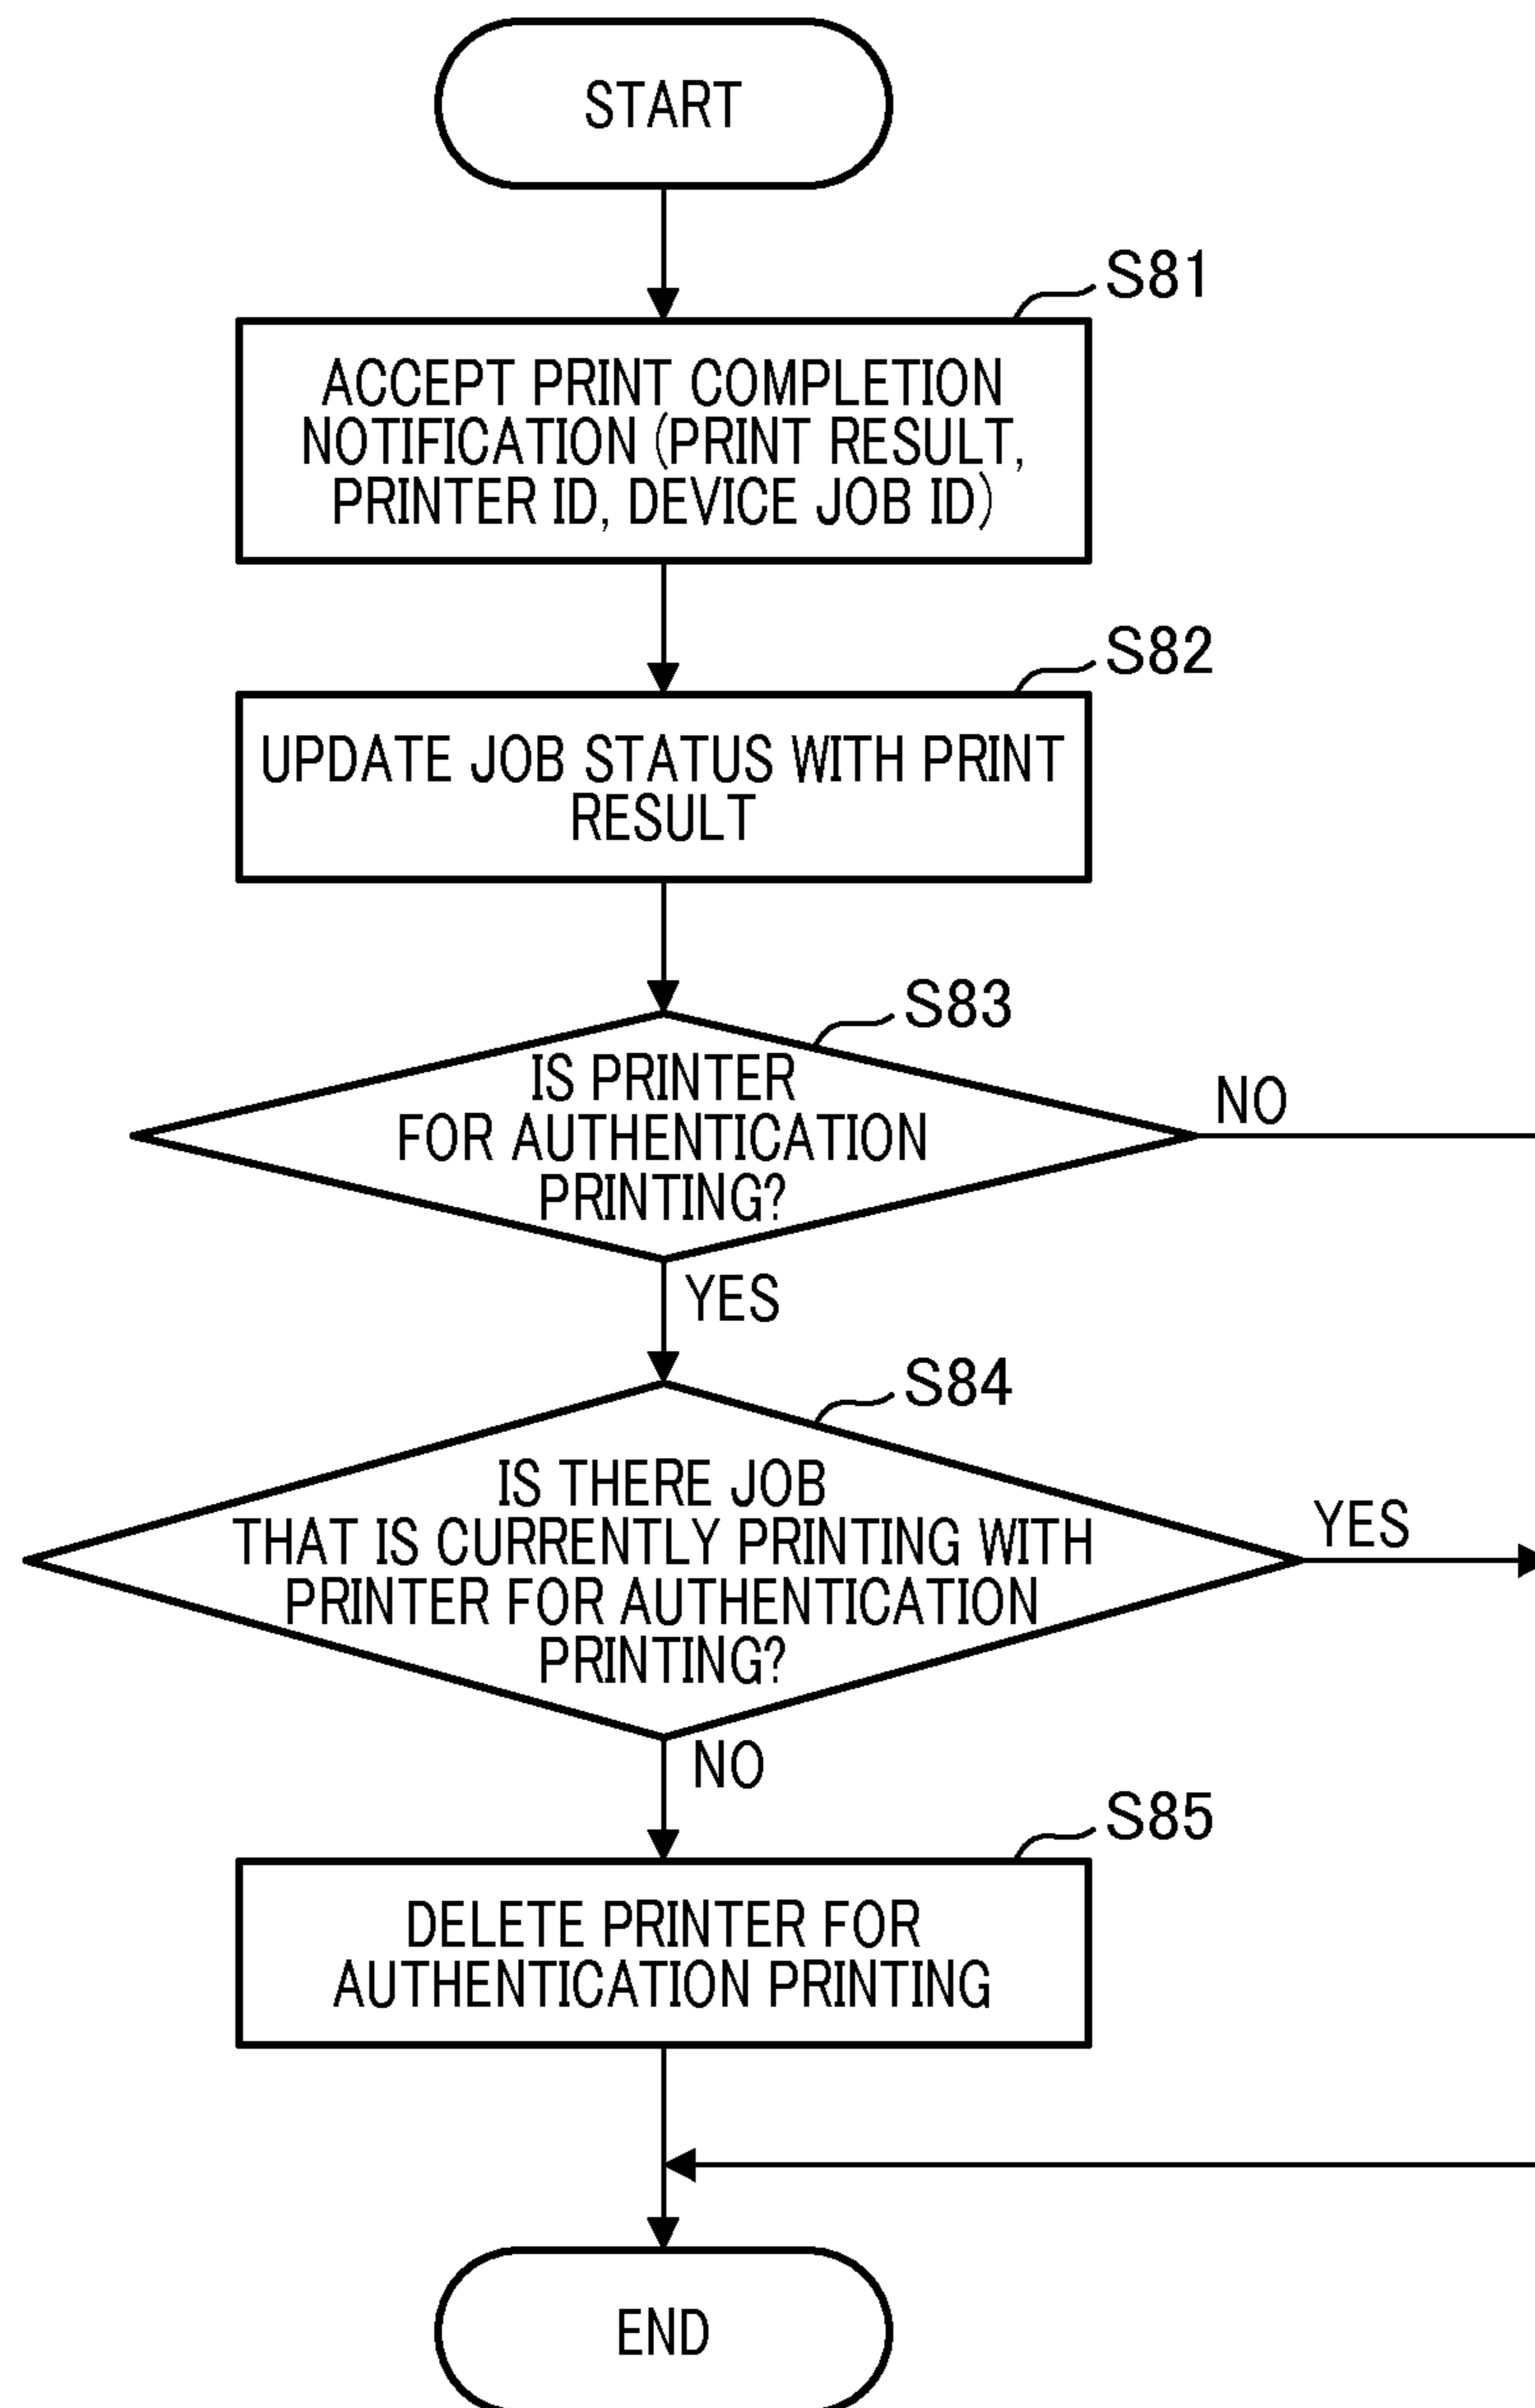 START
S81
ACCEPT PRINT COMPLETION
NOTIFICATION (PRINT RESULT,
PRINTER ID, DEVICE JOB ID)
S82
UPDATE JOB STATUS WITH PRINT
RESULT
S83
IS PRINTER
FOR AUTHENTICATION
PRINTING?
NO
YES
S84
IS THERE JOB
THAT IS CURRENTLY PRINTING WITH
PRINTER FOR AUTHENTICATION
PRINTING?
YES
NO
S85
DELETE PRINTER FOR
AUTHENTICATION PRINTING
END